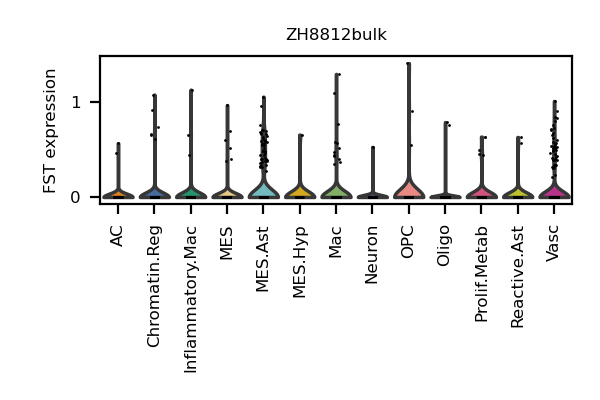 ZH8812bulk
FST expression
1
0
AC
Chromatin.Reg
Inflammatory.Mac
MES
MES.Ast
MES.Hyp
Mac
Neuron
OPC
Oligo
Prolif.Metab
Reactive.Ast
Vasc